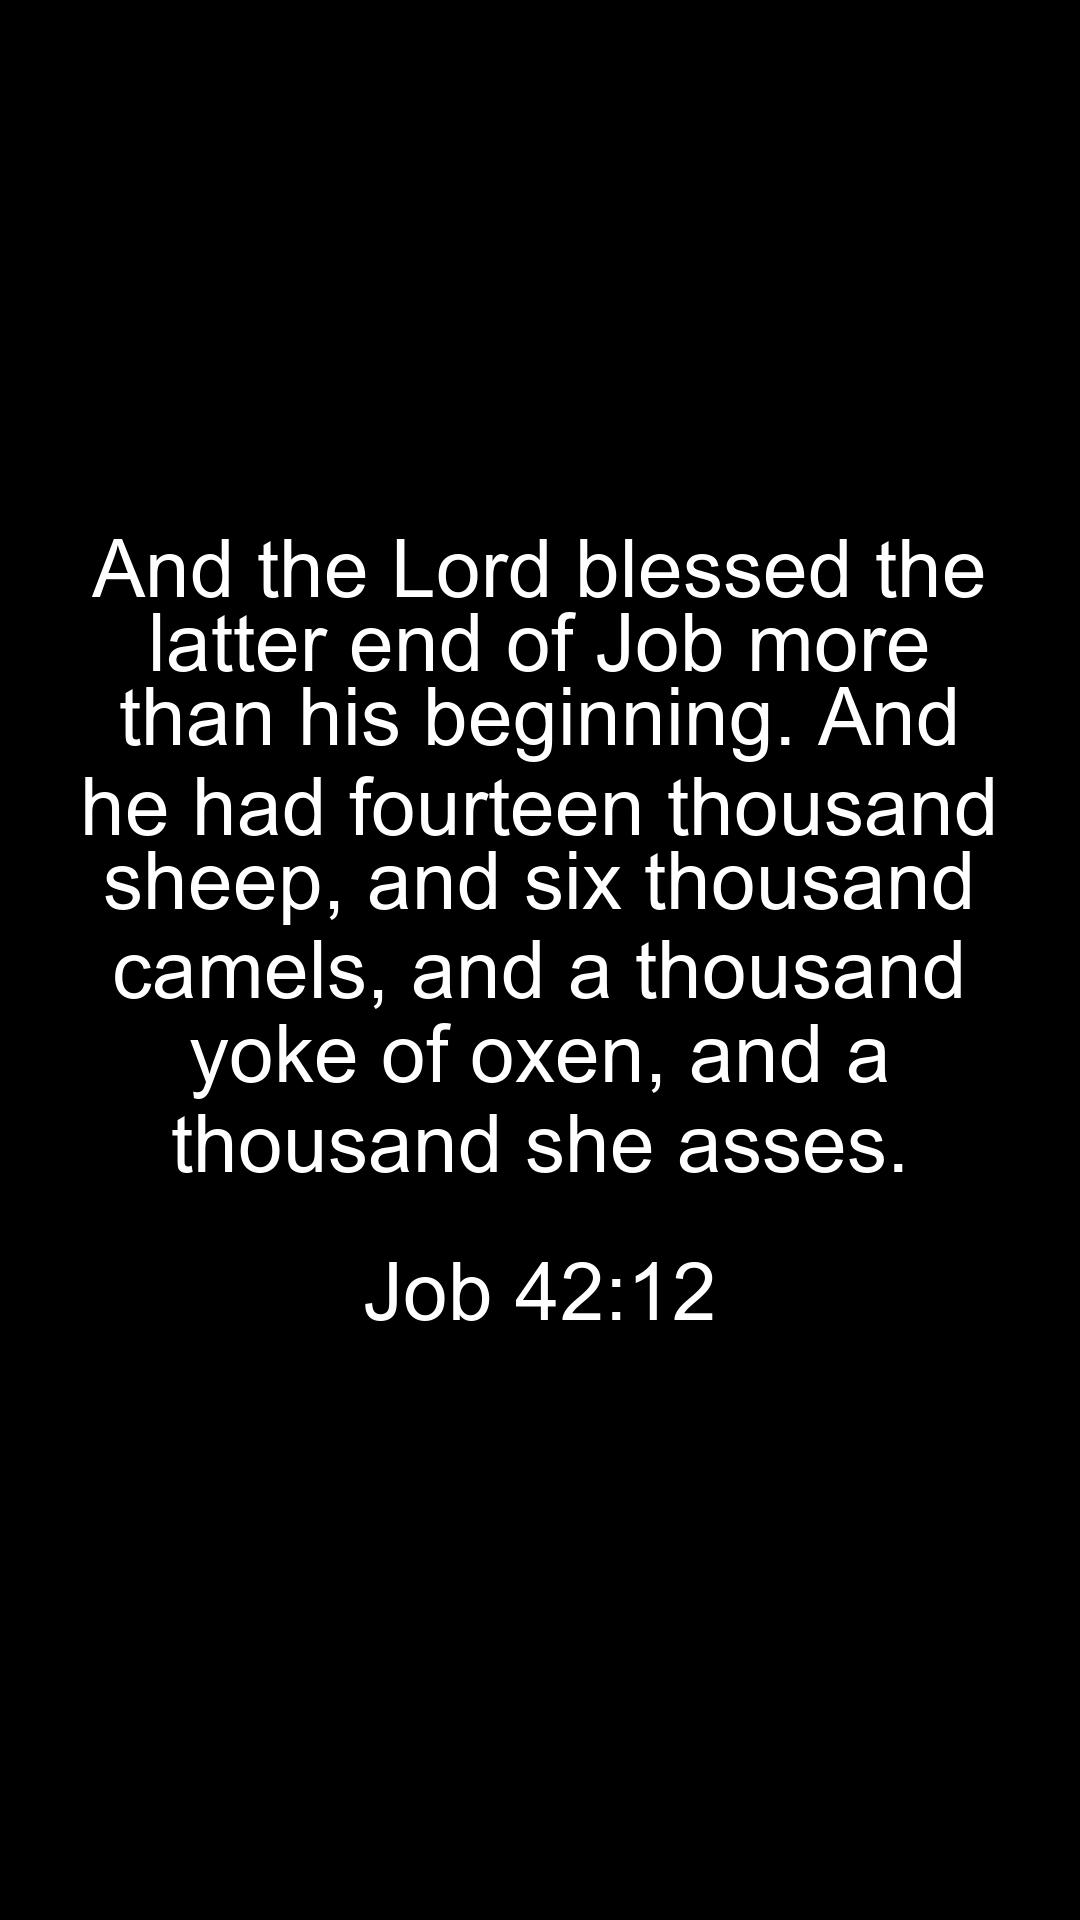 And the Lord blessed the
latter end of Job more
than his beginning. And
he had fourteen thousand
sheep, and six thousand
camels, and a thousand
yoke of oxen, and a
thousand she asses.
Job 42:12